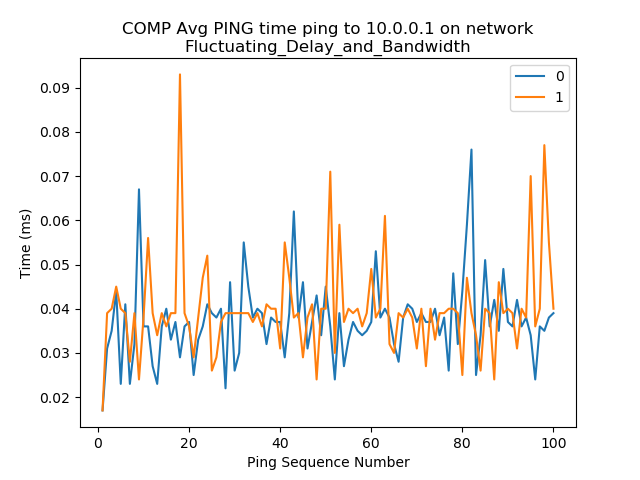 COMP Avg PING time ping to 10.0.0.1 on network
Fluctuating_Delay_and_Bandwidth
0
1
0.09
0.08
0.07
0.06
0.05
0.04
0.03
0.02
Time (ms)
0 20 40 60 80 100
Ping Sequence Number